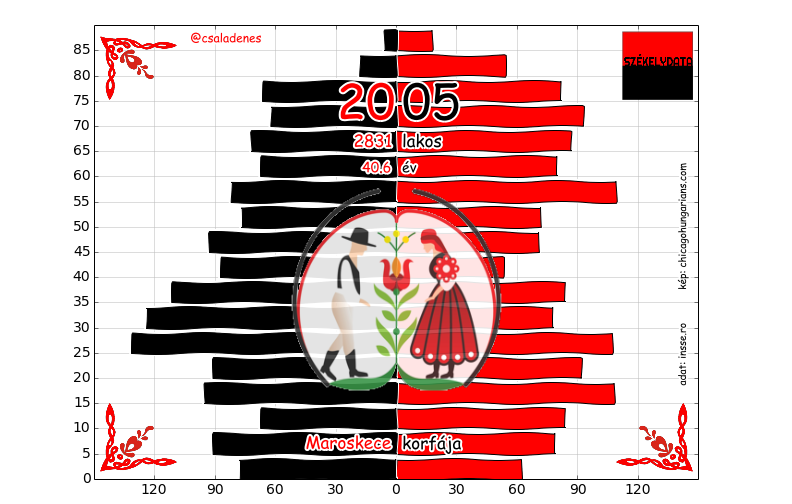 @csaladenes
SZÉKELYDATA
2005
2831 lakos
40.6 év
kép: chicagohungarians.com
adat: insse.ro
Maroskece korfája
85
80
75
70
65
60
55
50
45
40
35
30
25
20
15
10
5
0
120 90 60 30 0 30 60 90 120